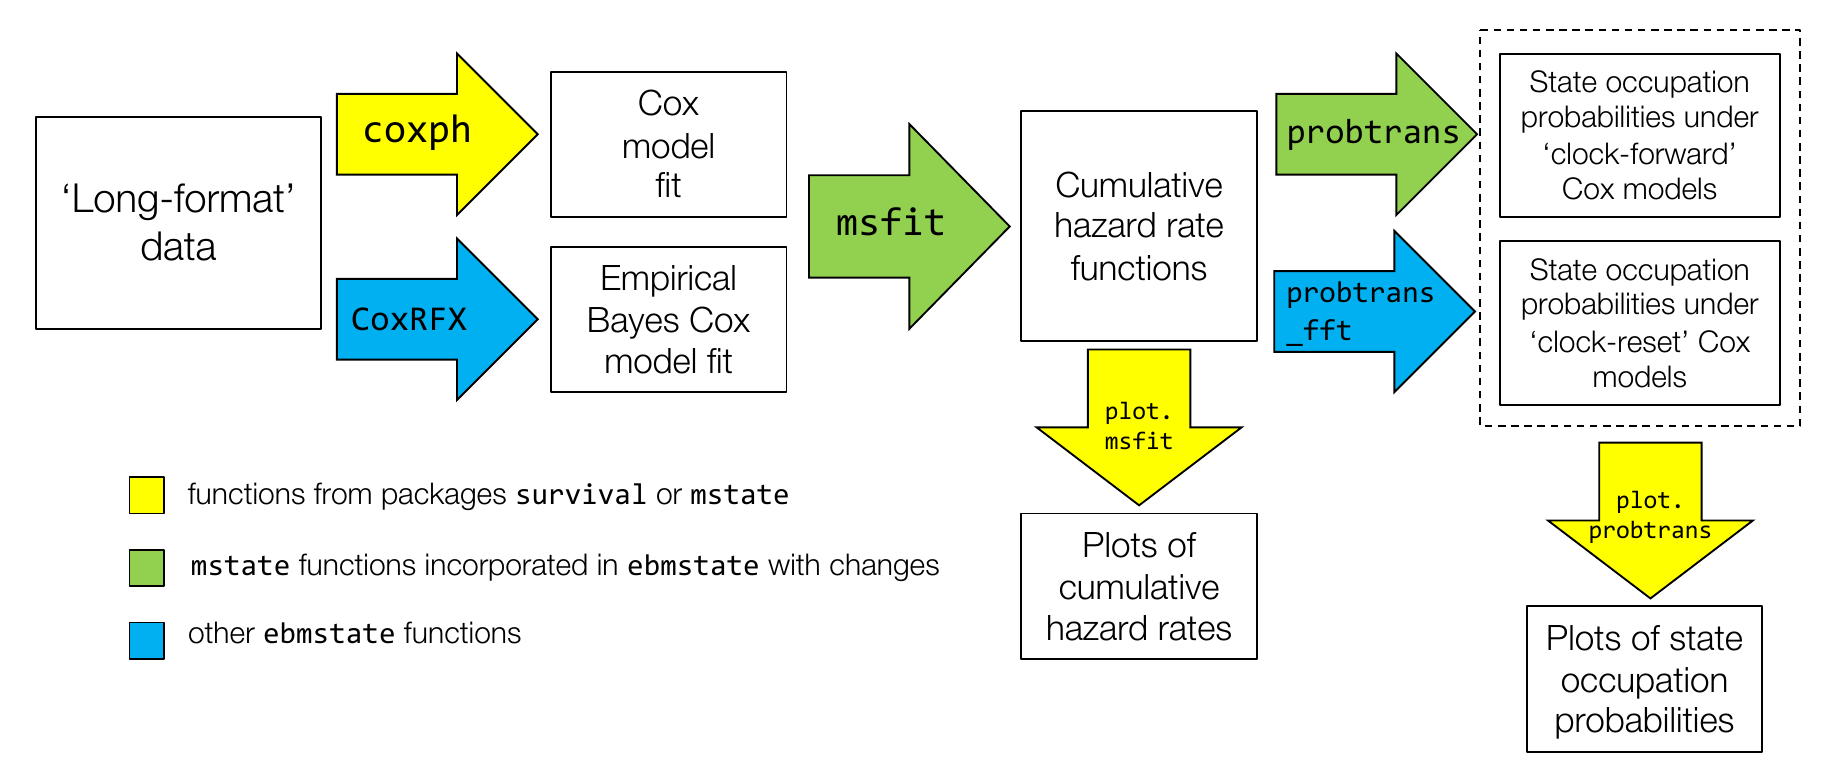 ‘Long-format’
data
coxph
CoxRFX
Cox
model
fit
Empirical
Bayes Cox
model fit
msfit
Cumulative
hazard rate
functions
probtrans
probtrans
_fft
State occupation
probabilities under
‘clock-forward’
Cox models
State occupation
probabilities under
‘clock-reset’ Cox
models
plot.
msfit
Plots of
cumulative
hazard rates
plot.
probtrans
Plots of state
occupation
probabilities
functions from packages survival or mstate
mstate functions incorporated in ebmstate with changes
other ebmstate functions